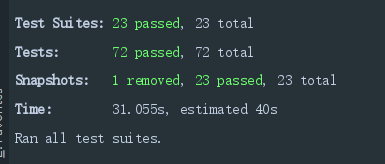 Test Suites: 23 passed, 23 total
Tests: 72 passed, 72 total
Snapshots: 1 removed, 23 passed, 23 total
Time: 31.055s, estimated 40s
Ran all test suites.